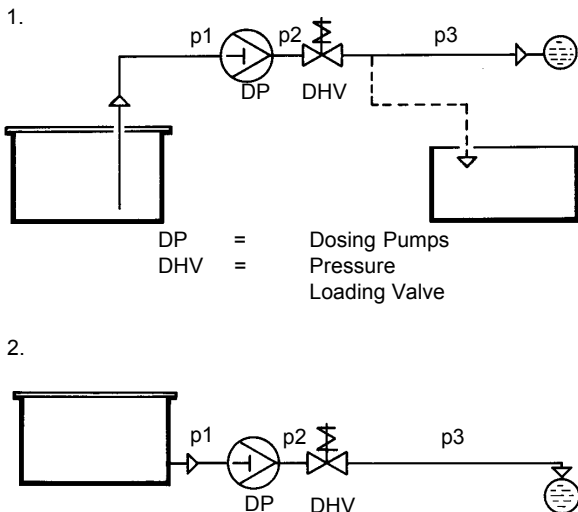 1.
p1 p2 p3
DP DHV
DP = Dosing Pumps
DHV = Pressure
Loading Valve
2.
p1 p2 p3
DP DHV